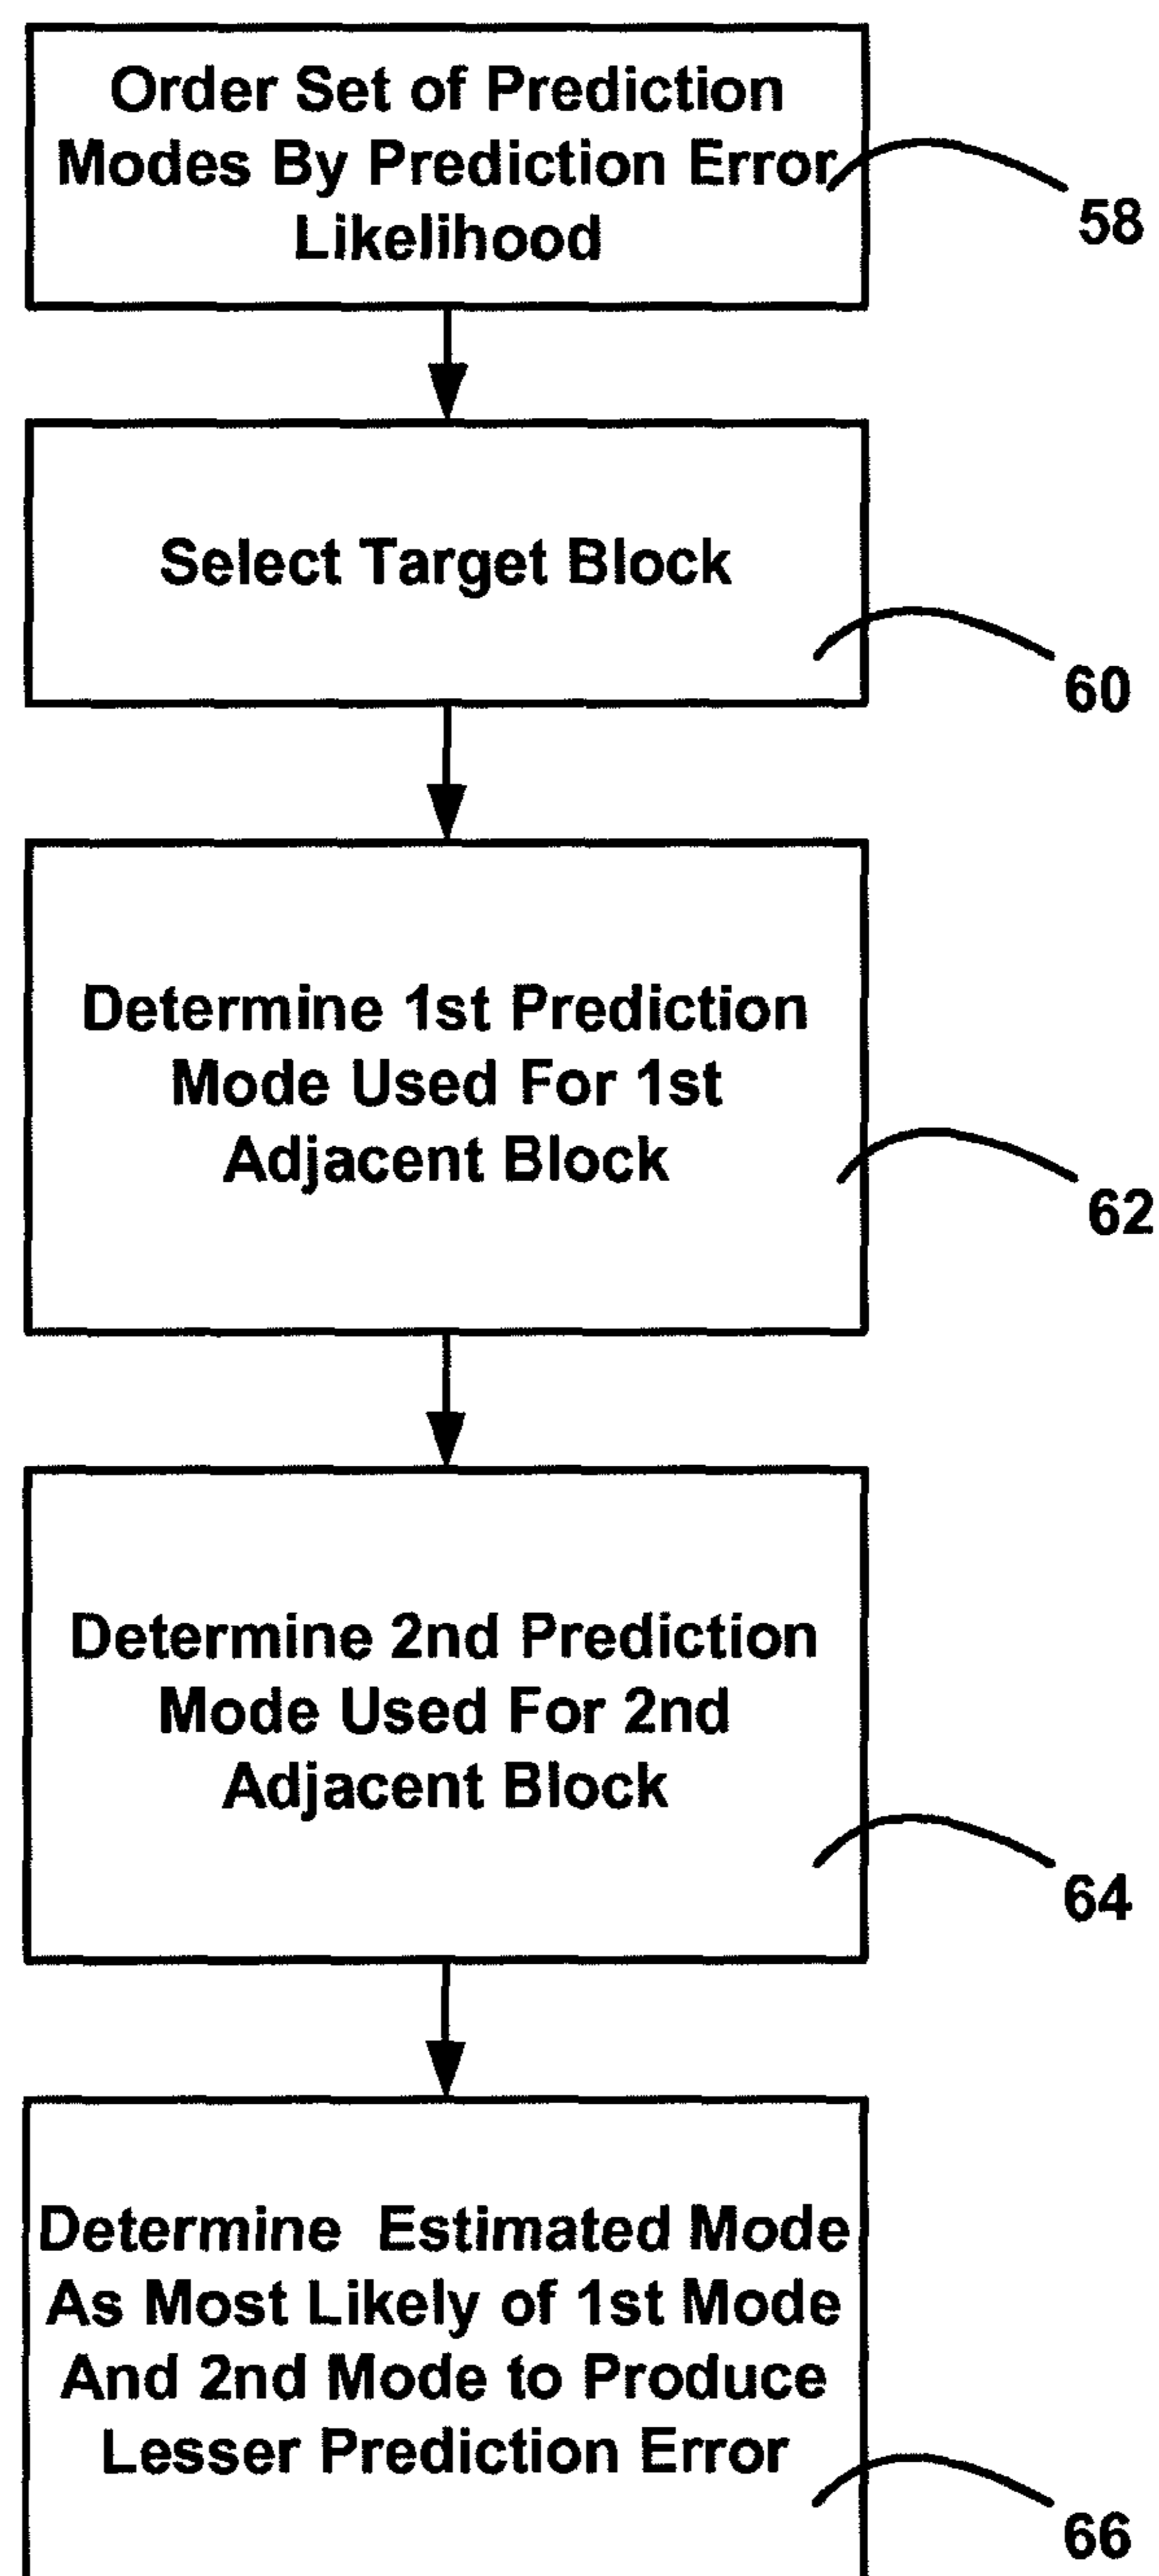 Order Set of Prediction
Modes By Prediction Error
Likelihood
58
Select Target Block
60
Determine 1st Prediction
Mode Used For 1st
Adjacent Block
62
Determine 2nd Prediction
Mode Used For 2nd
Adjacent Block
64
Determine Estimated Mode
As Most Likely of 1st Mode
And 2nd Mode to Produce
Lesser Prediction Error
66